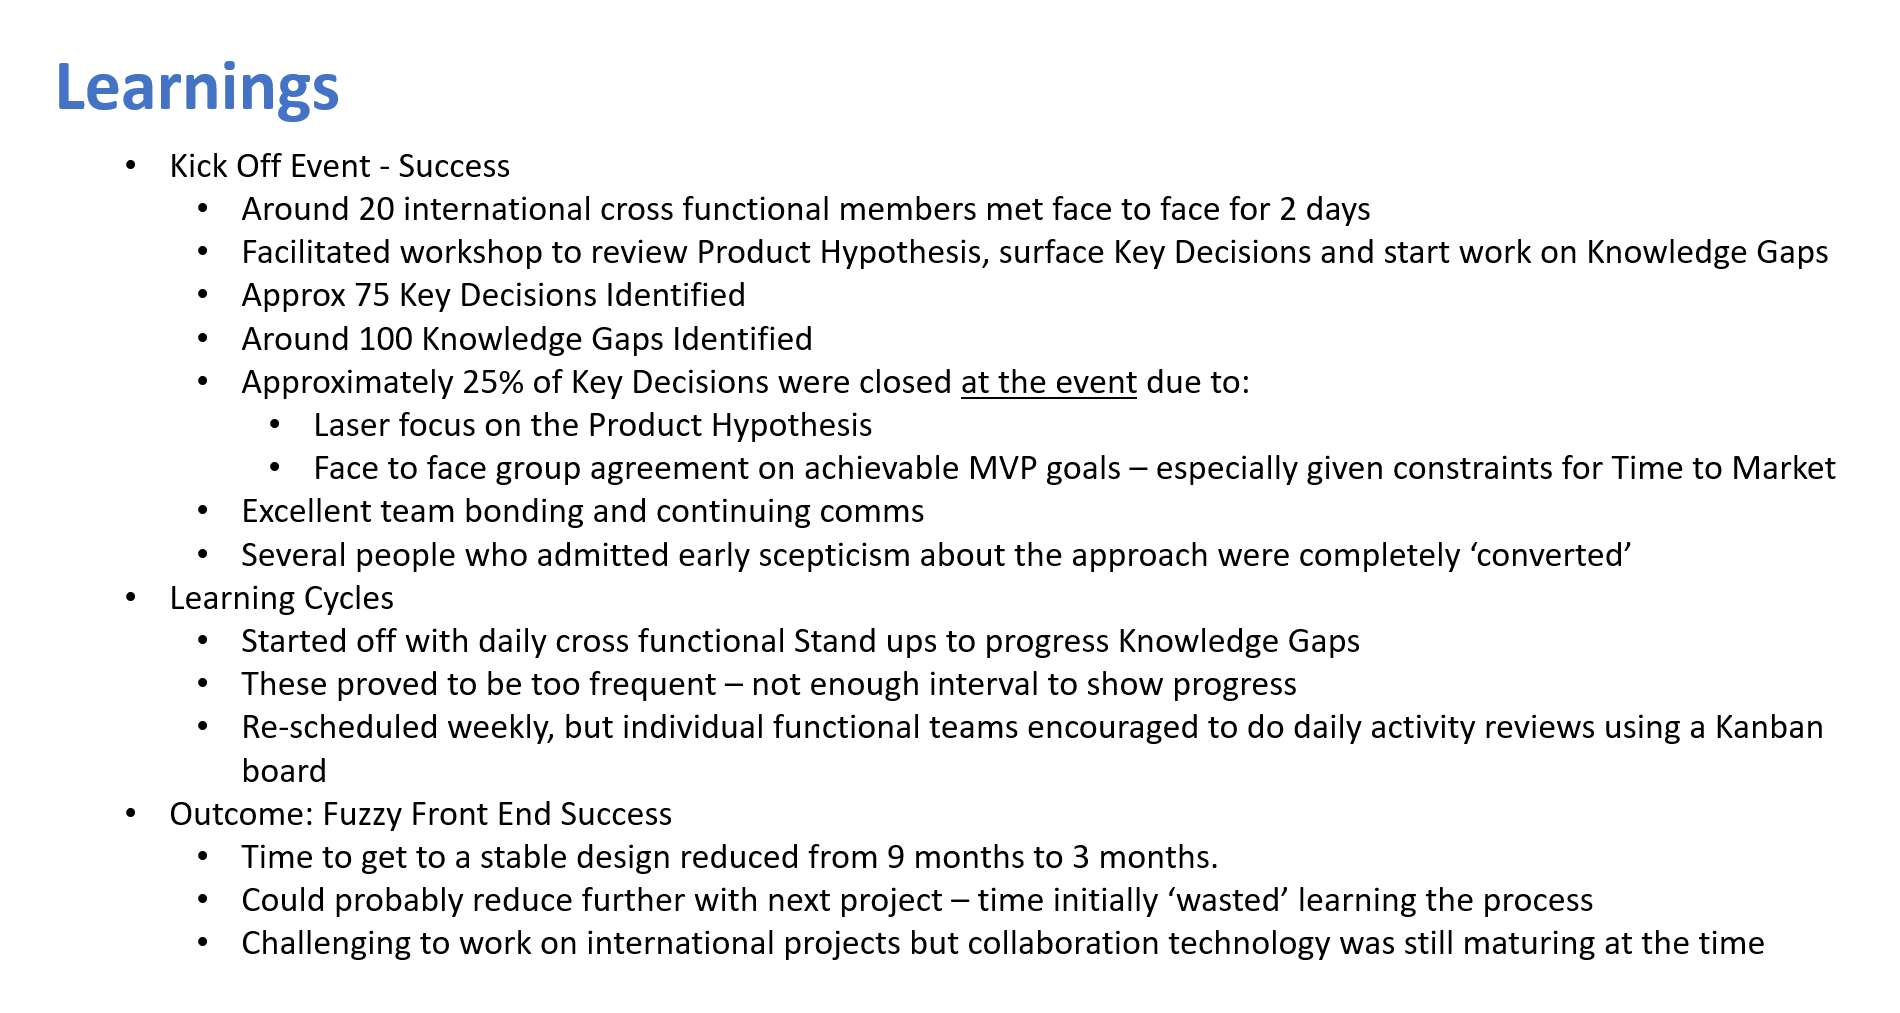 Learnings
• Kick Off Event - Success
• Around 20 international cross functional members met face to face for 2 days
• Facilitated workshop to review Product Hypothesis, surface Key Decisions and start work on Knowledge Gaps
• Approx 75 Key Decisions Identified
• Around 100 Knowledge Gaps Identified
• Approximately 25% of Key Decisions were closed at the event due to:
• Laser focus on the Product Hypothesis
• Face to face group agreement on achievable MVP goals – especially given constraints for Time to Market
• Excellent team bonding and continuing comms
• Several people who admitted early scepticism about the approach were completely ‘converted’
• Learning Cycles
• Started off with daily cross functional Stand ups to progress Knowledge Gaps
• These proved to be too frequent – not enough interval to show progress
• Re-scheduled weekly, but individual functional teams encouraged to do daily activity reviews using a Kanban
board
• Outcome: Fuzzy Front End Success
• Time to get to a stable design reduced from 9 months to 3 months.
• Could probably reduce further with next project – time initially ‘wasted’ learning the process
• Challenging to work on international projects but collaboration technology was still maturing at the time